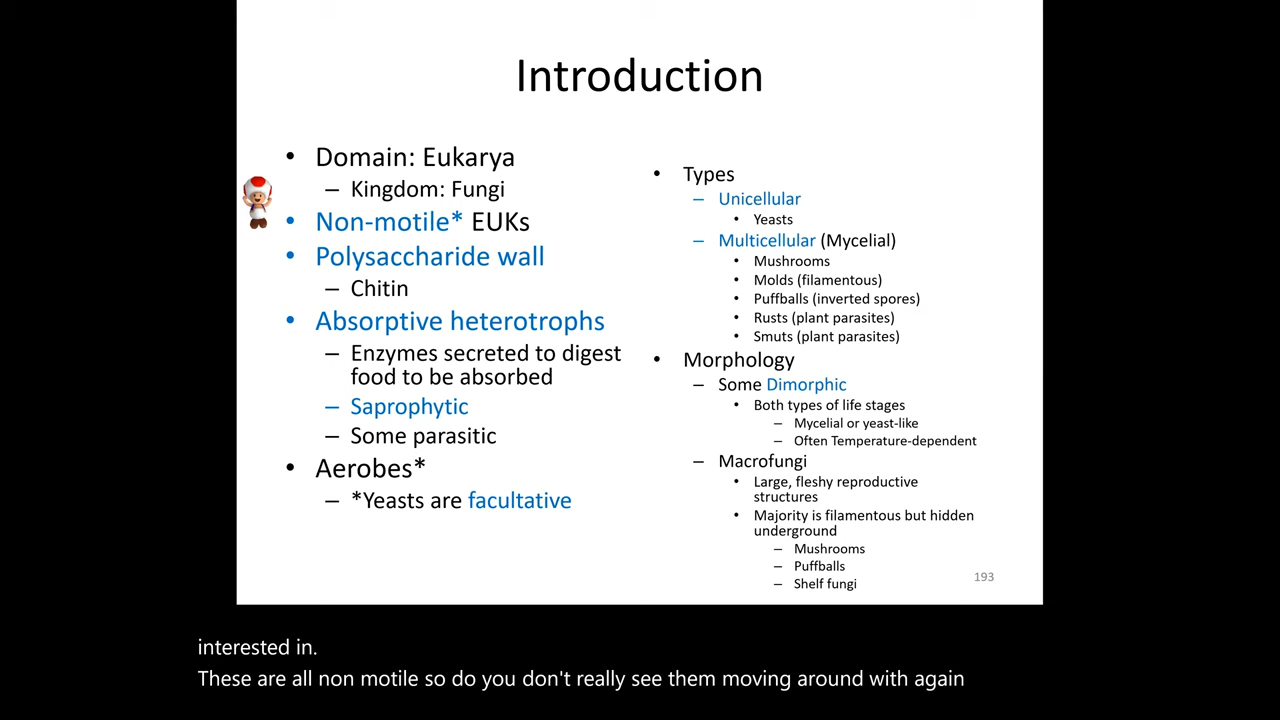 Introduction
• Domain: Eukarya
– Kingdom: Fungi
• Non-motile* EUKs
• Polysaccharide wall
– Chitin
• Absorptive heterotrophs
– Enzymes secreted to digest
food to be absorbed
– Saprophytic
– Some parasitic
• Aerobes*
– *Yeasts are facultative
• Types
– Unicellular
• Yeasts
– Multicellular (Mycelial)
• Mushrooms
• Molds (filamentous)
• Puffballs (inverted spores)
• Rusts (plant parasites)
• Smuts (plant parasites)
• Morphology
– Some Dimorphic
• Both types of life stages
– Mycelial or yeast-like
– Often Temperature-dependent
– Macrofungi
• Large, fleshy reproductive
structures
• Majority is filamentous but hidden
underground
– Mushrooms
– Puffballs
– Shelf fungi
193
interested in.
These are all non motile so do you don't really see them moving around with again